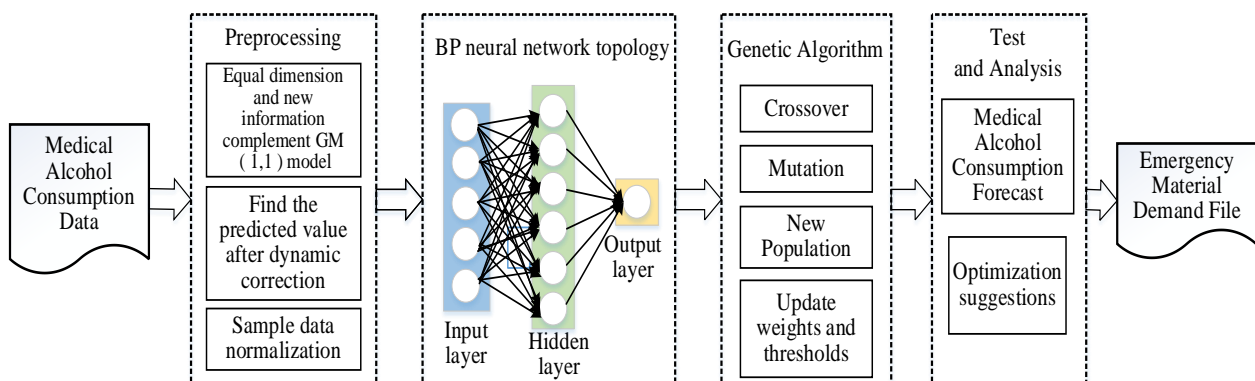 Medical
Alcohol
Consumption
Data
Preprocessing
Equal dimension
and new
information
complement GM
( 1,1 ) model
Find the
predicted value
after dynamic
correction
Sample data
normalization
BP neural network topology
Input
layer
Hidden
layer
Output
layer
Genetic Algorithm
Crossover
Mutation
New
Population
Update
weights and
thresholds
Test
and Analysis
Medical
Alcohol
Consumption
Forecast
Optimization
suggestions
Emergency
Material
Demand File